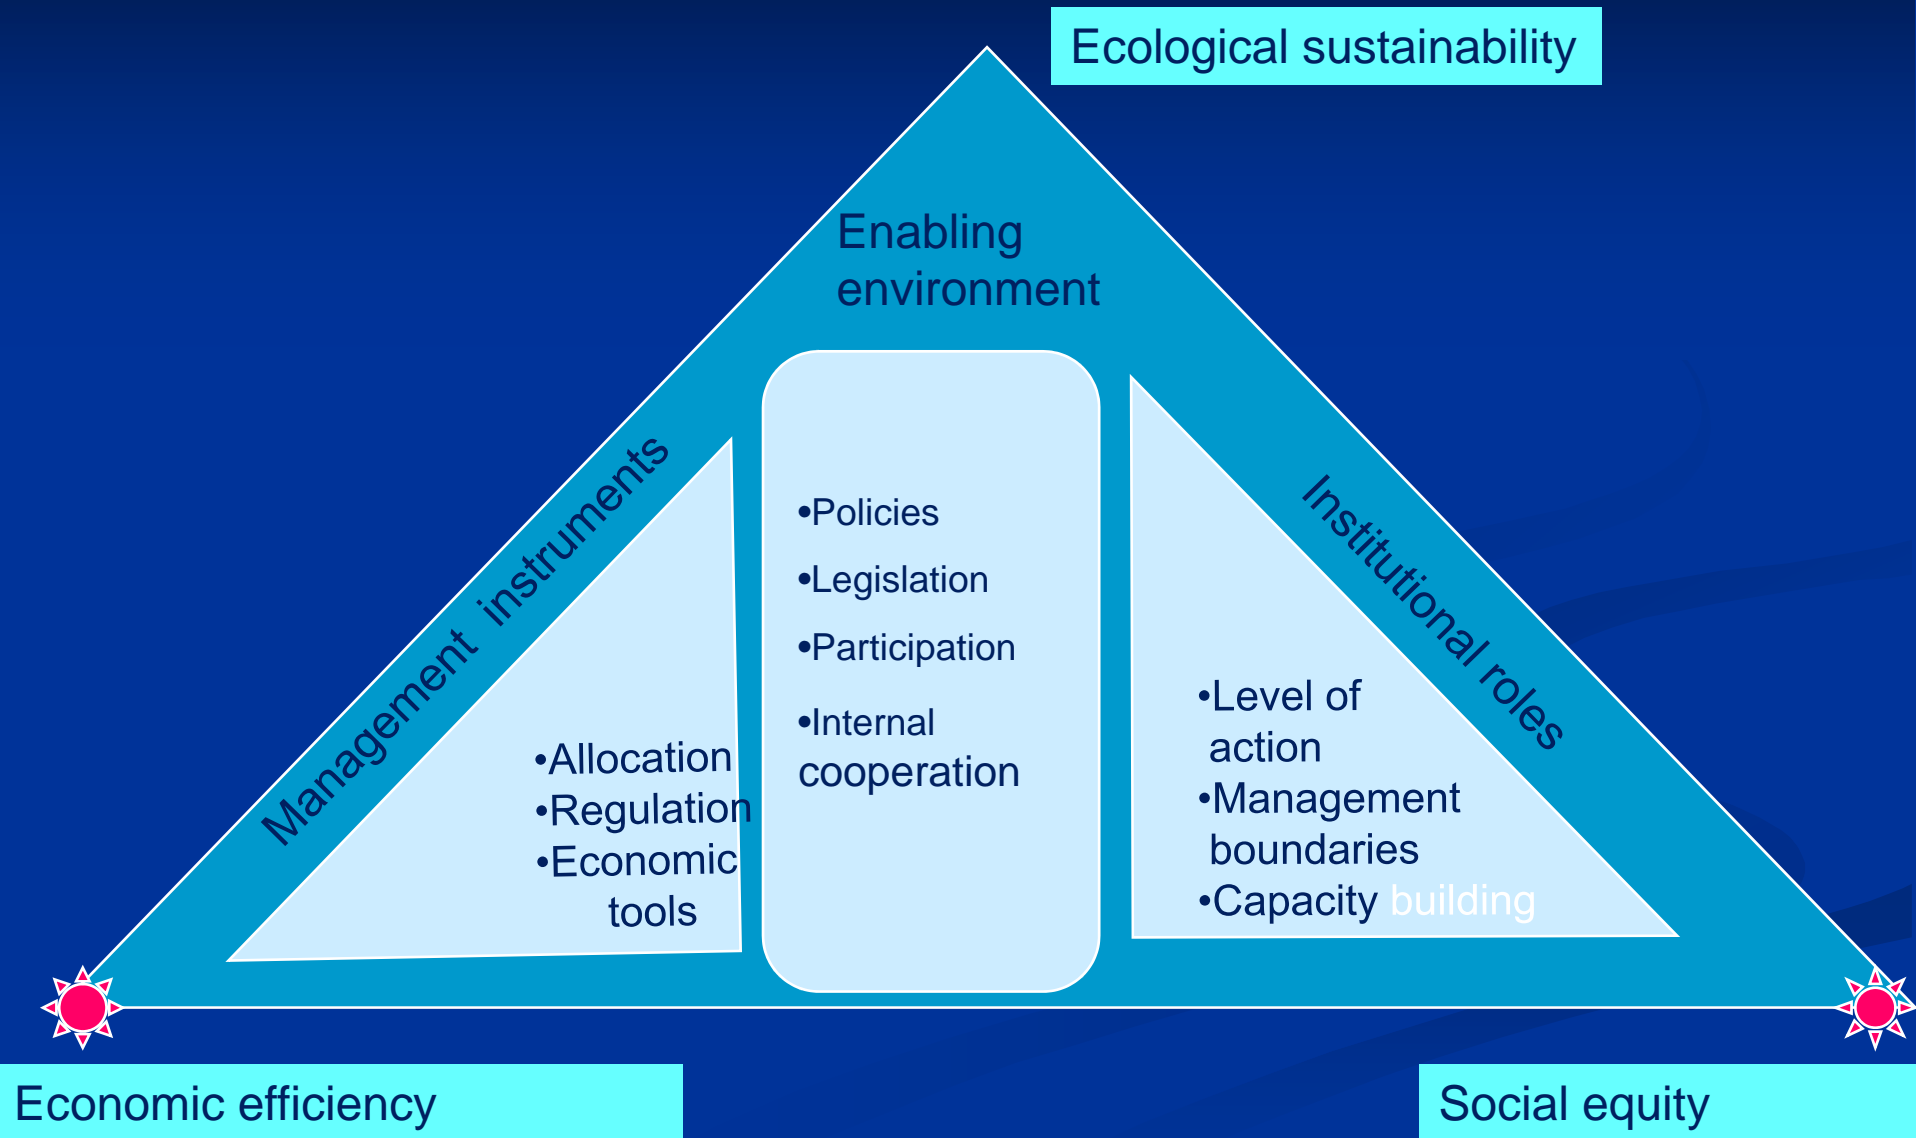 Ecological sustainability
Enabling
environment
Management instruments
•Allocation
•Regulation
•Economic
tools
•Policies
•Legislation
•Participation
•Internal
cooperation
Institutional roles
•Level of
action
•Management
boundaries
•Capacity building
Economic efficiency
Social equity